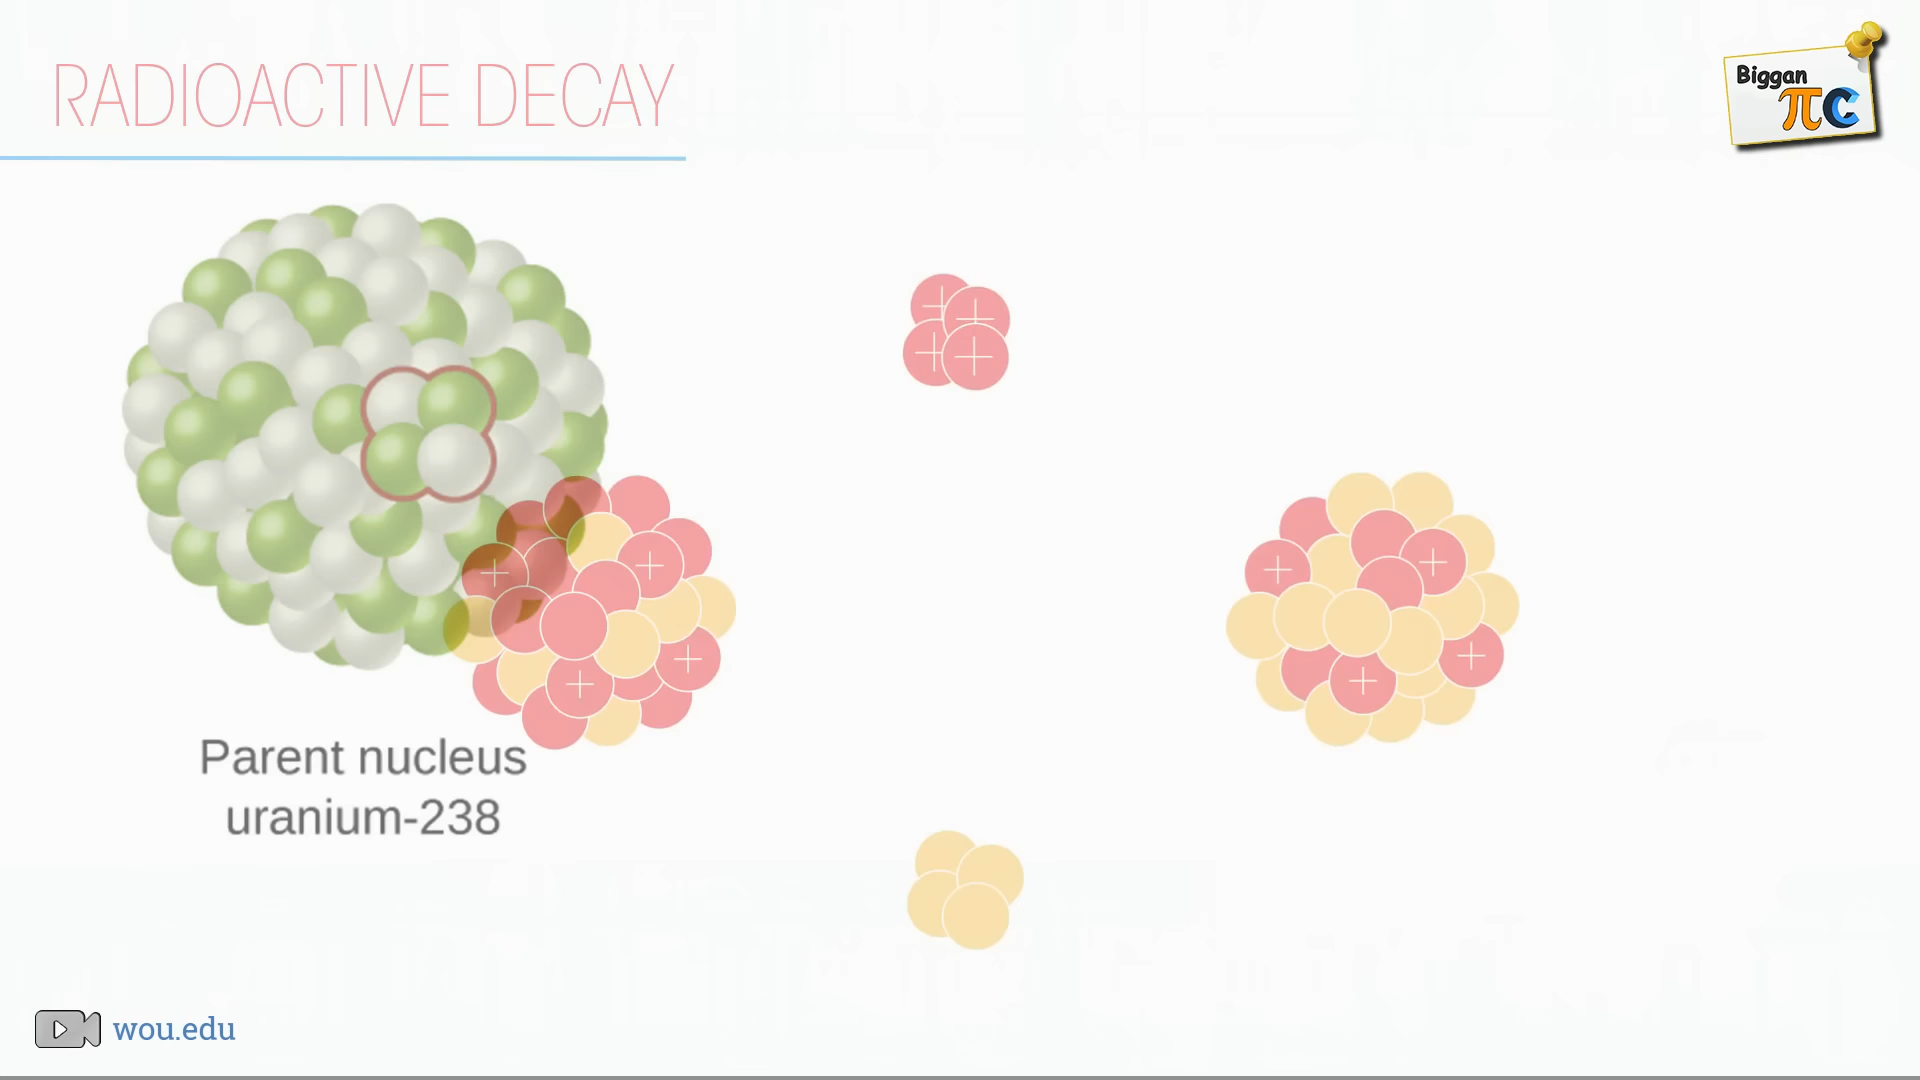 RADIOACTIVE DECAY
Biggan
πC
Parent nucleus
uranium-238
wou.edu